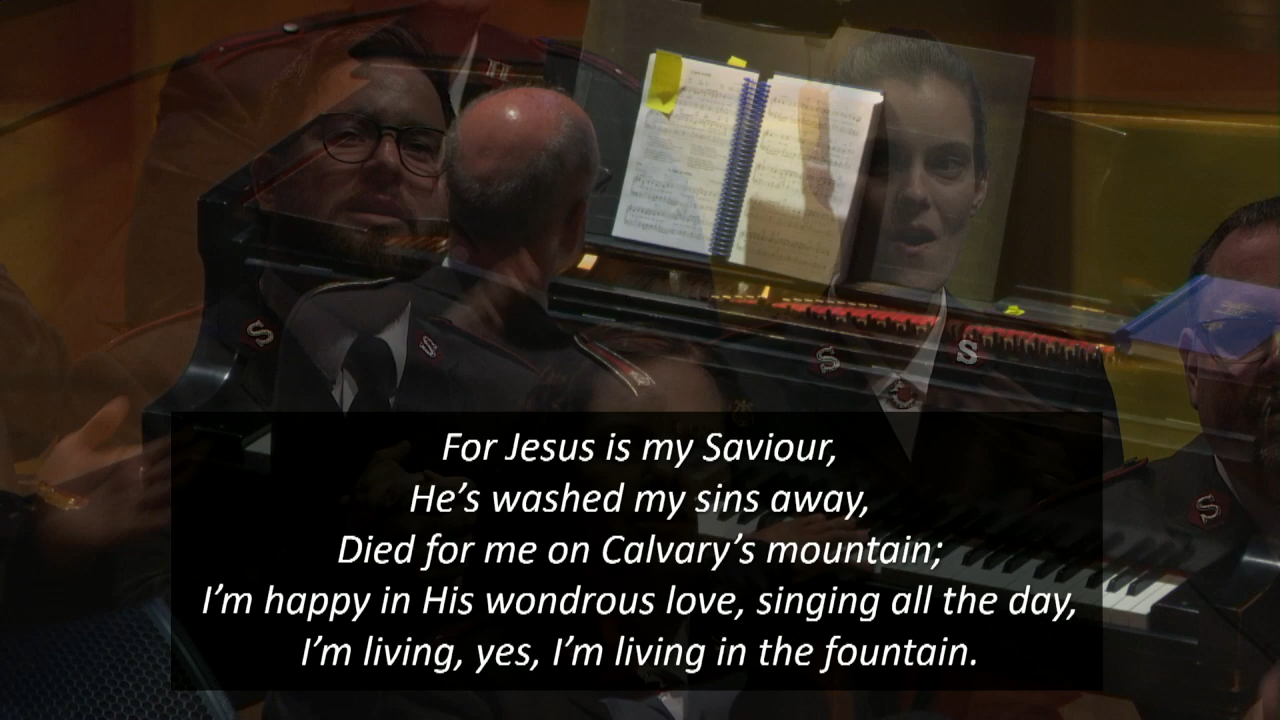 For Jesus is my Saviour,
He's washed my sins away,
Died for me on Calvary's mountain;
I'm happy in His wondrous love, singing all the day,
I'm living, yes, I'm living in the fountain.
S
S
S
S
S